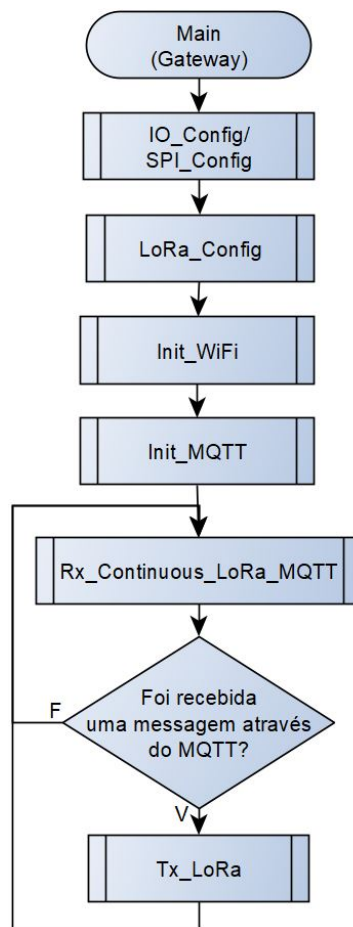 Main
(Gateway)
IO_Config/
SPI_Config
LoRa_Config
Init_WiFi
Init_MQTT
Rx_Continuous_LoRa_MQTT
Foi recebida
uma messagem através
do MQTT?
F
V
Tx_LoRa